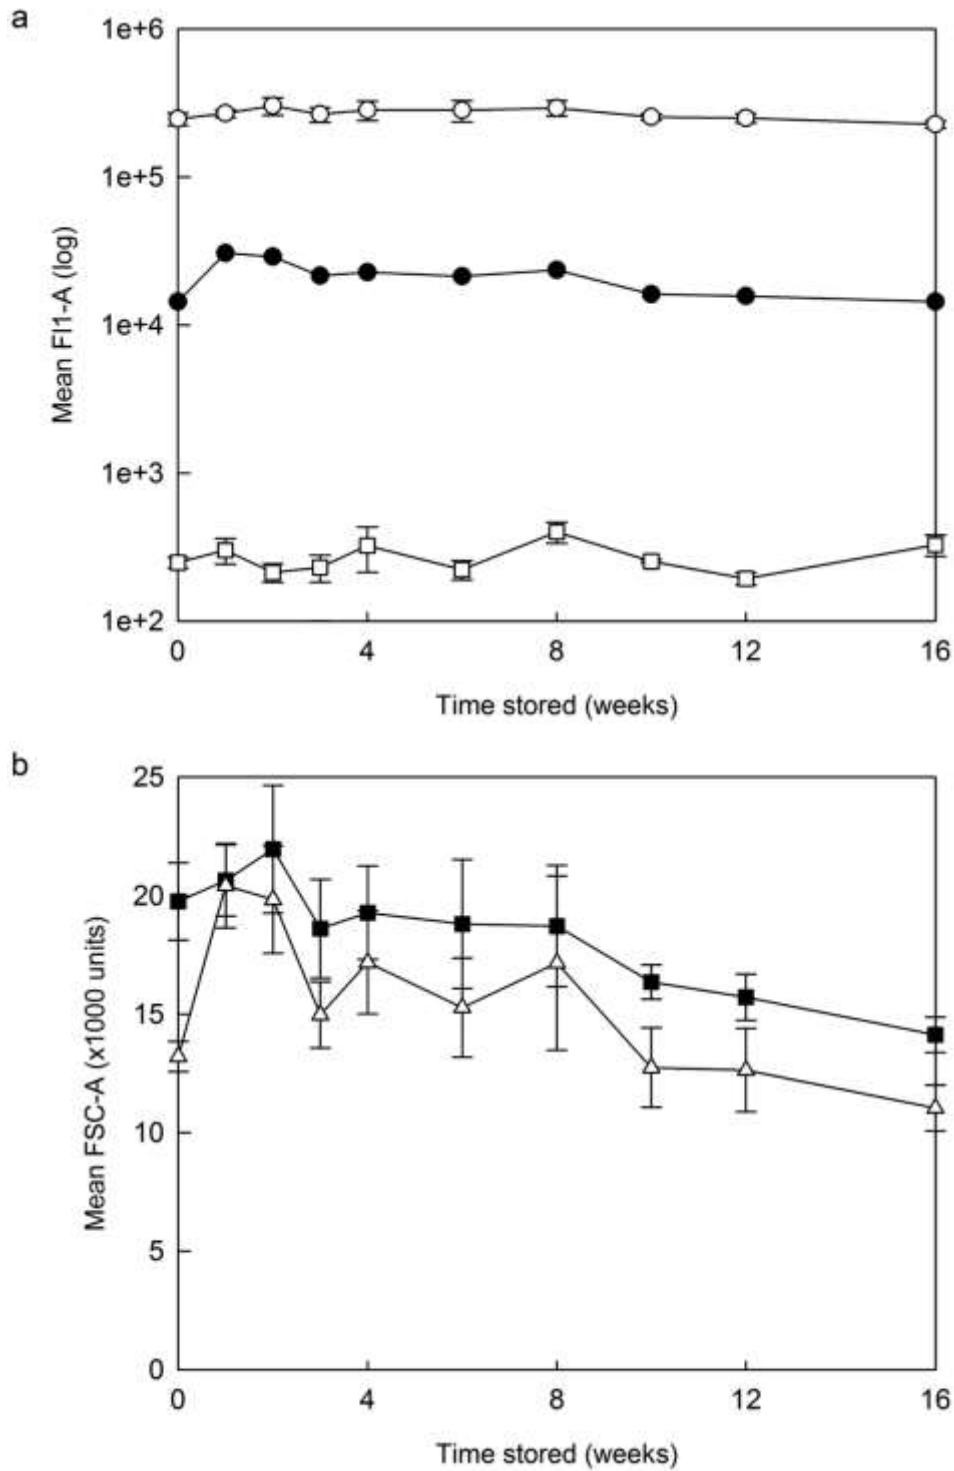 a
1e+6
1e+5
1e+4
1e+3
1e+2
Mean Fl1-A (log)
0 4 8 12 16
Time stored (weeks)
b
25
20
15
10
5
0
Mean FSC-A (x1000 units)
0 4 8 12 16
Time stored (weeks)